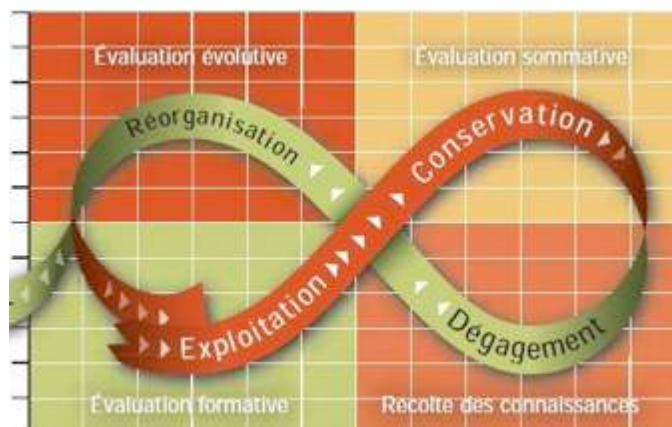 Évaluation évolutive
Évaluation sommative
Réorganisation
Conservation
Exploitation
Dégagement
Évaluation formative
Récolte des connaissances